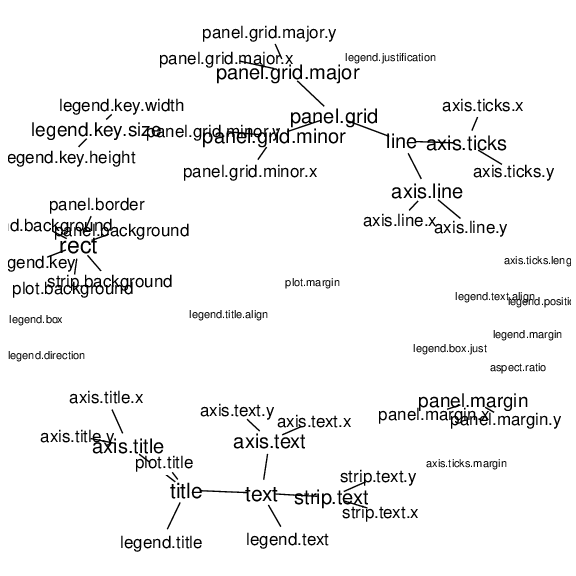 panel.grid.major.y
panel.grid.major.x
legend.justification
panel.grid.major
legend.key.width
axis.ticks.x
panel.grid
legend.key.size
panel.grid.minor.y
panel.grid.minor
line
axis.ticks
egend.key.height
panel.grid.minor.x
axis.ticks.y
axis.line
panel.border
axis.line.x
axis.line.y
d.background
panel.background
rect
gend.key
axis.ticks.leng
strip.background
plot.background
plot.margin
legend.text.align
legend.positic
legend.box
legend.title.align
legend.margin
legend.box.just
legend.direction
aspect.ratio
axis.title.x
panel.margin
axis.text.y
panel.margin.x
panel.margin.y
axis.text.x
axis.title.y
axis.title
axis.text
plot.title
axis.ticks.margin
strip.text.y
title
text
strip.text
strip.text.x
legend.title
legend.text